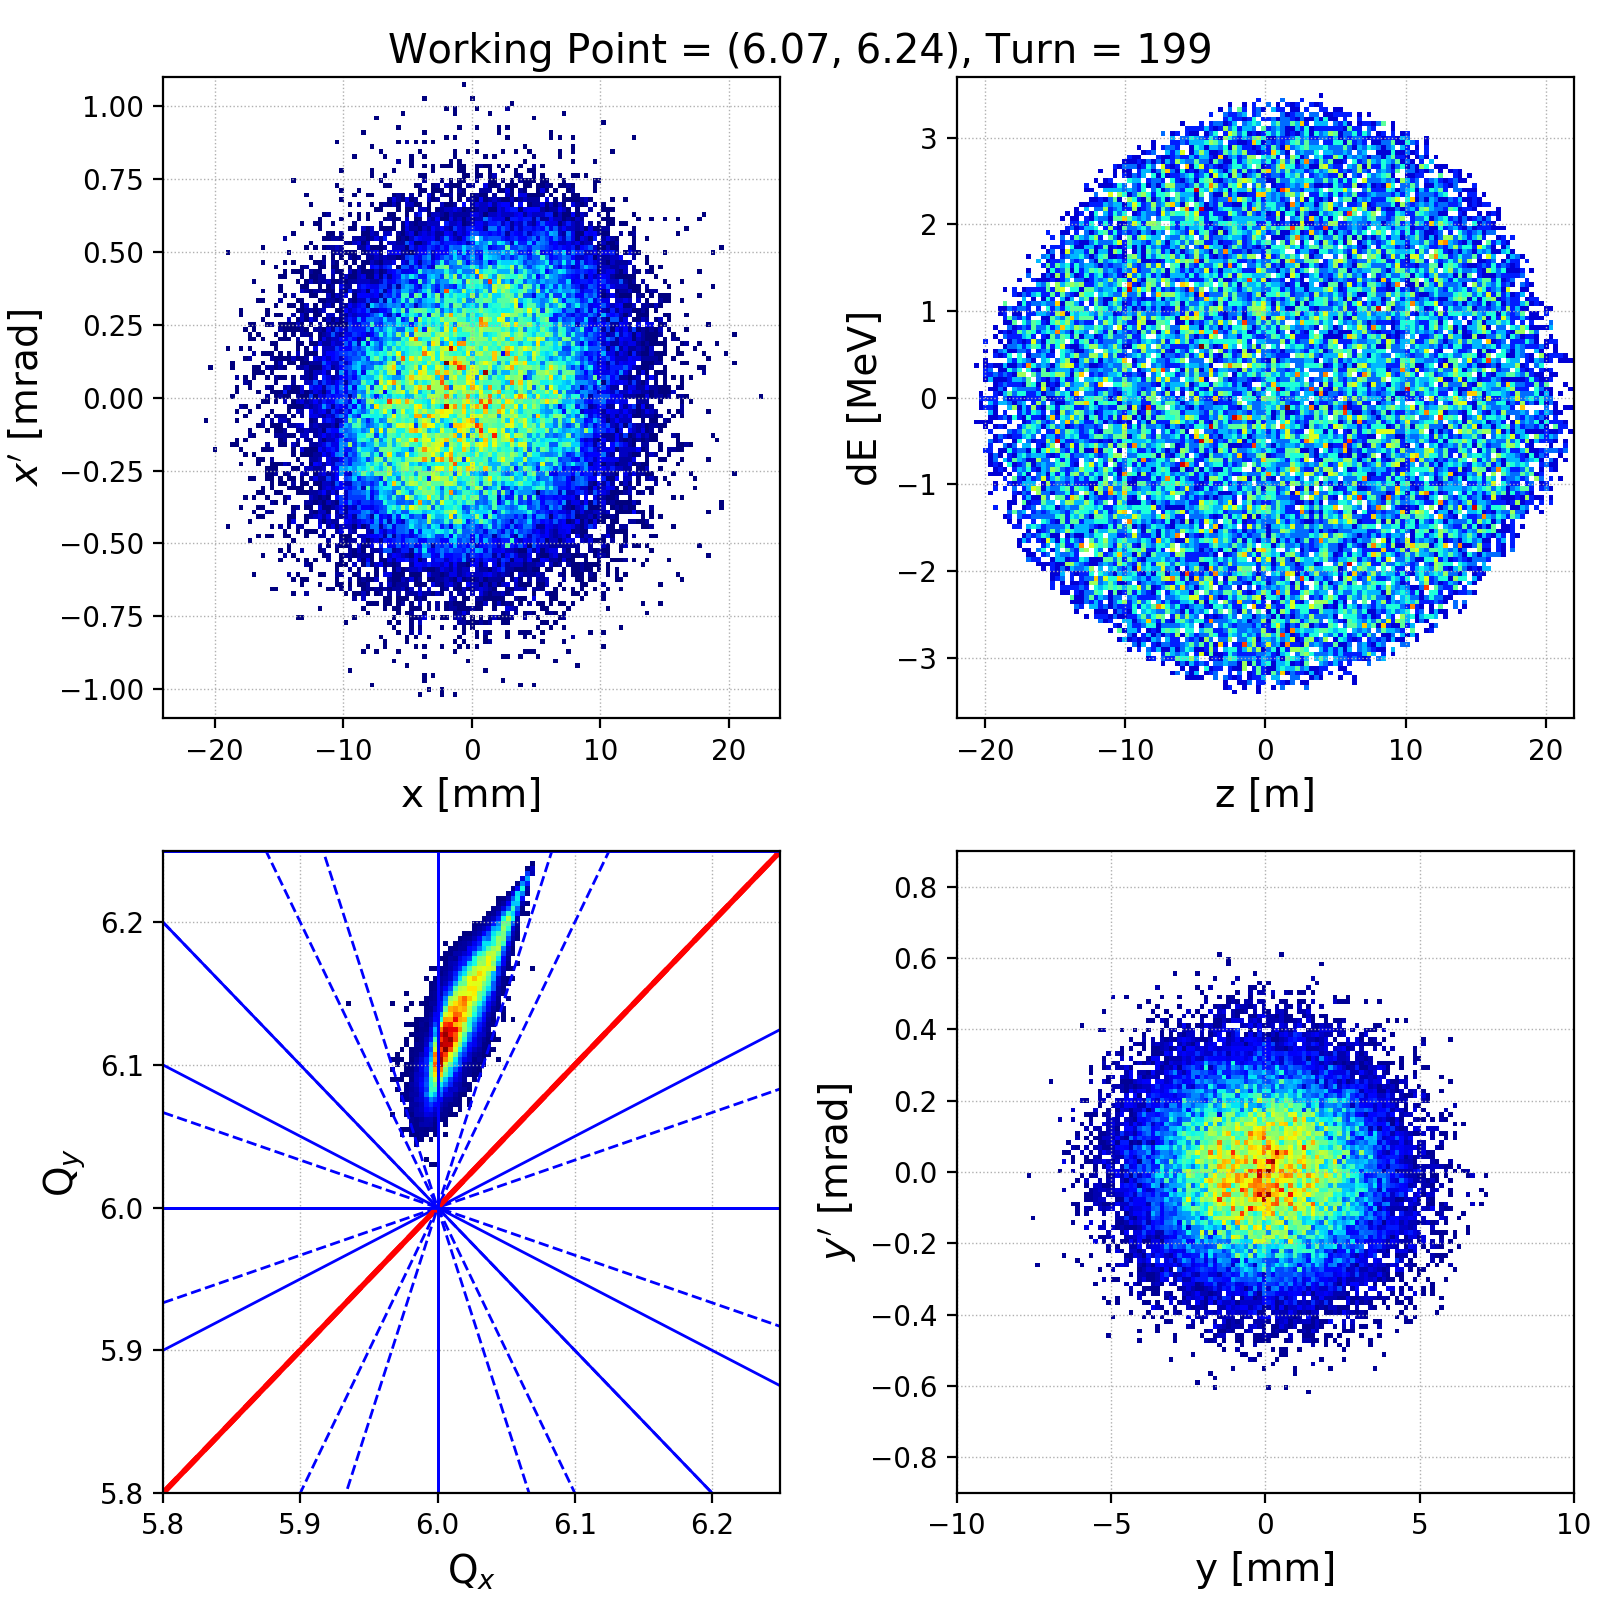 Working Point = (6.07, 6.24), Turn = 199
1.00
0.75
0.50
0.25
0.00
−0.25
−0.50
−0.75
−1.00
x′ [mrad]
−20 −10 0 10 20
x [mm]
3
2
1
0
−1
−2
−3
dE [MeV]
−20 −10 0 10 20
z [m]
6.2
6.1
6.0
5.9
5.8
Qy
5.8 5.9 6.0 6.1 6.2
Qx
0.8
0.6
0.4
0.2
0.0
−0.2
−0.4
−0.6
−0.8
y′ [mrad]
−10 −5 0 5 10
y [mm]